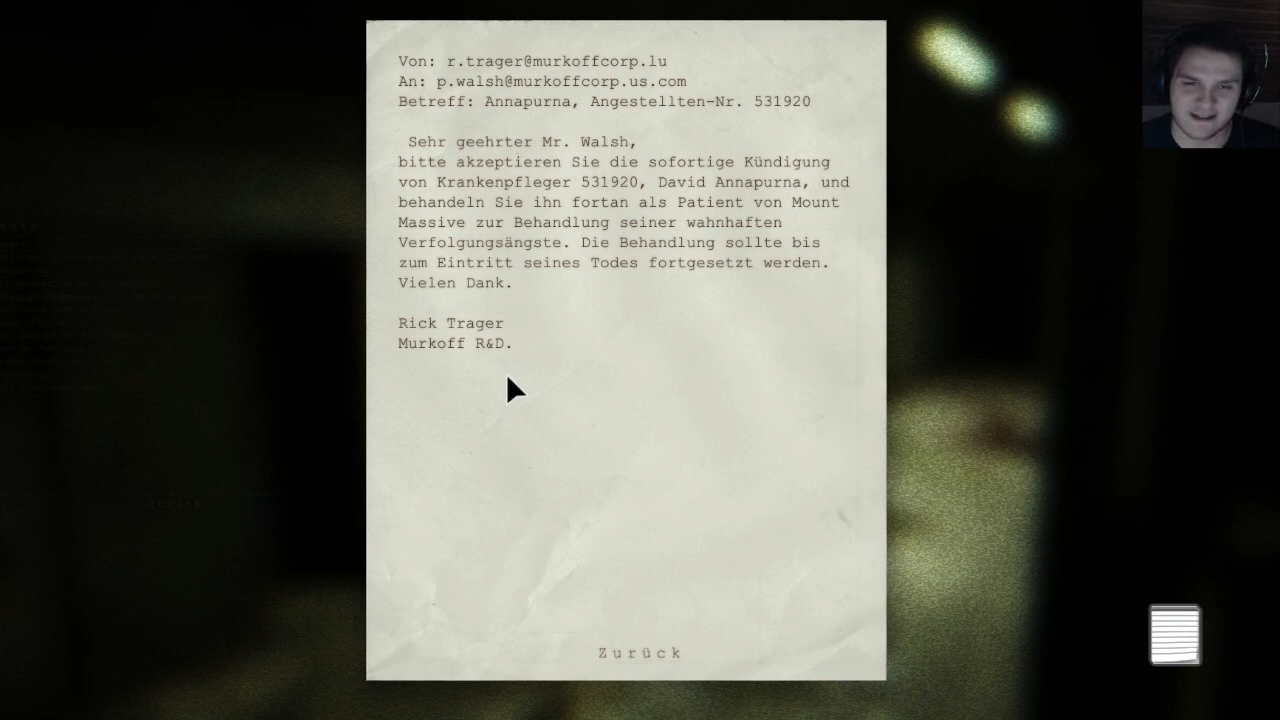 Von: r.trager@murkoffcorp.lu
An: p.walsh@murkoffcorp.us.com
Betreff: Annapurna, Angestellten-Nr. 531920
Sehr geehrter Mr. Walsh,
bitte akzeptieren Sie die sofortige Kündigung
von Krankenpfleger 531920, David Annapurna, und
behandeln Sie ihn fortan als Patient von Mount
Massive zur Behandlung seiner wahnhaften
Verfolgungsängste. Die Behandlung sollte bis
zum Eintritt seines Todes fortgesetzt werden.
Vielen Dank.
Rick Trager
Murkoff R&D.
Zurück